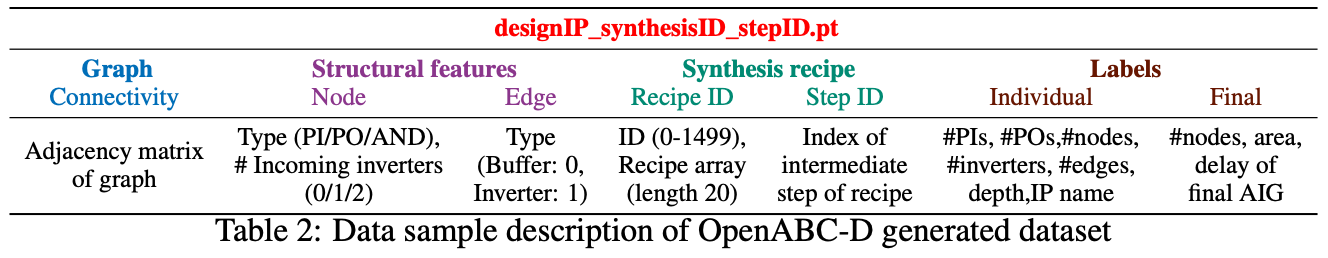 designIP_synthesisID_stepID.pt
Graph Structural features Synthesis recipe Labels
Connectivity Node Edge Recipe ID Step ID Individual Final
Adjacency matrix
of graph
Type (PI/PO/AND),
# Incoming inverters
(0/1/2)
Type
(Buffer: 0,
Inverter: 1)
ID (0-1499),
Recipe array
(length 20)
Index of
intermediate
step of recipe
#PIs, #POs,#nodes,
#inverters, #edges,
depth,IP name
#nodes, area,
delay of
final AIG
Table 2: Data sample description of OpenABC-D generated dataset